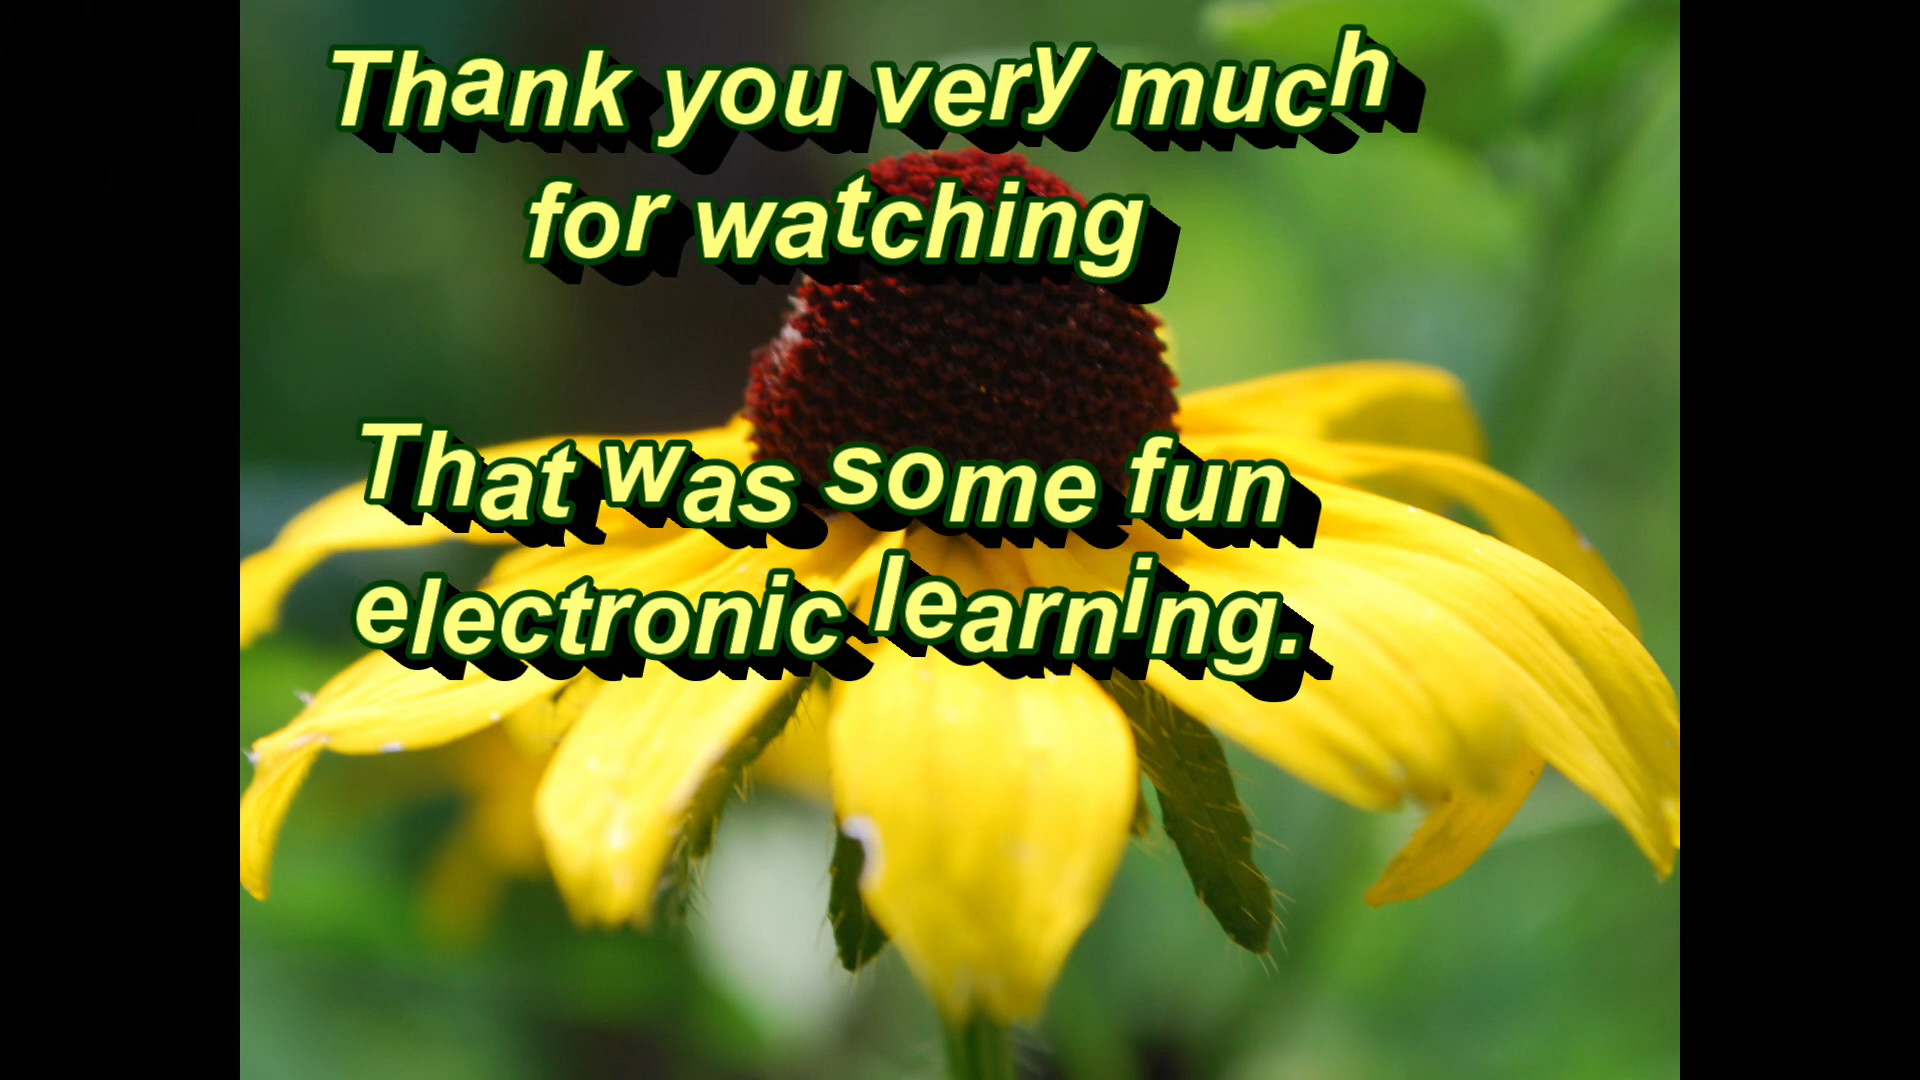 Thank you very much
for watching
That was some fun
electronic learning.